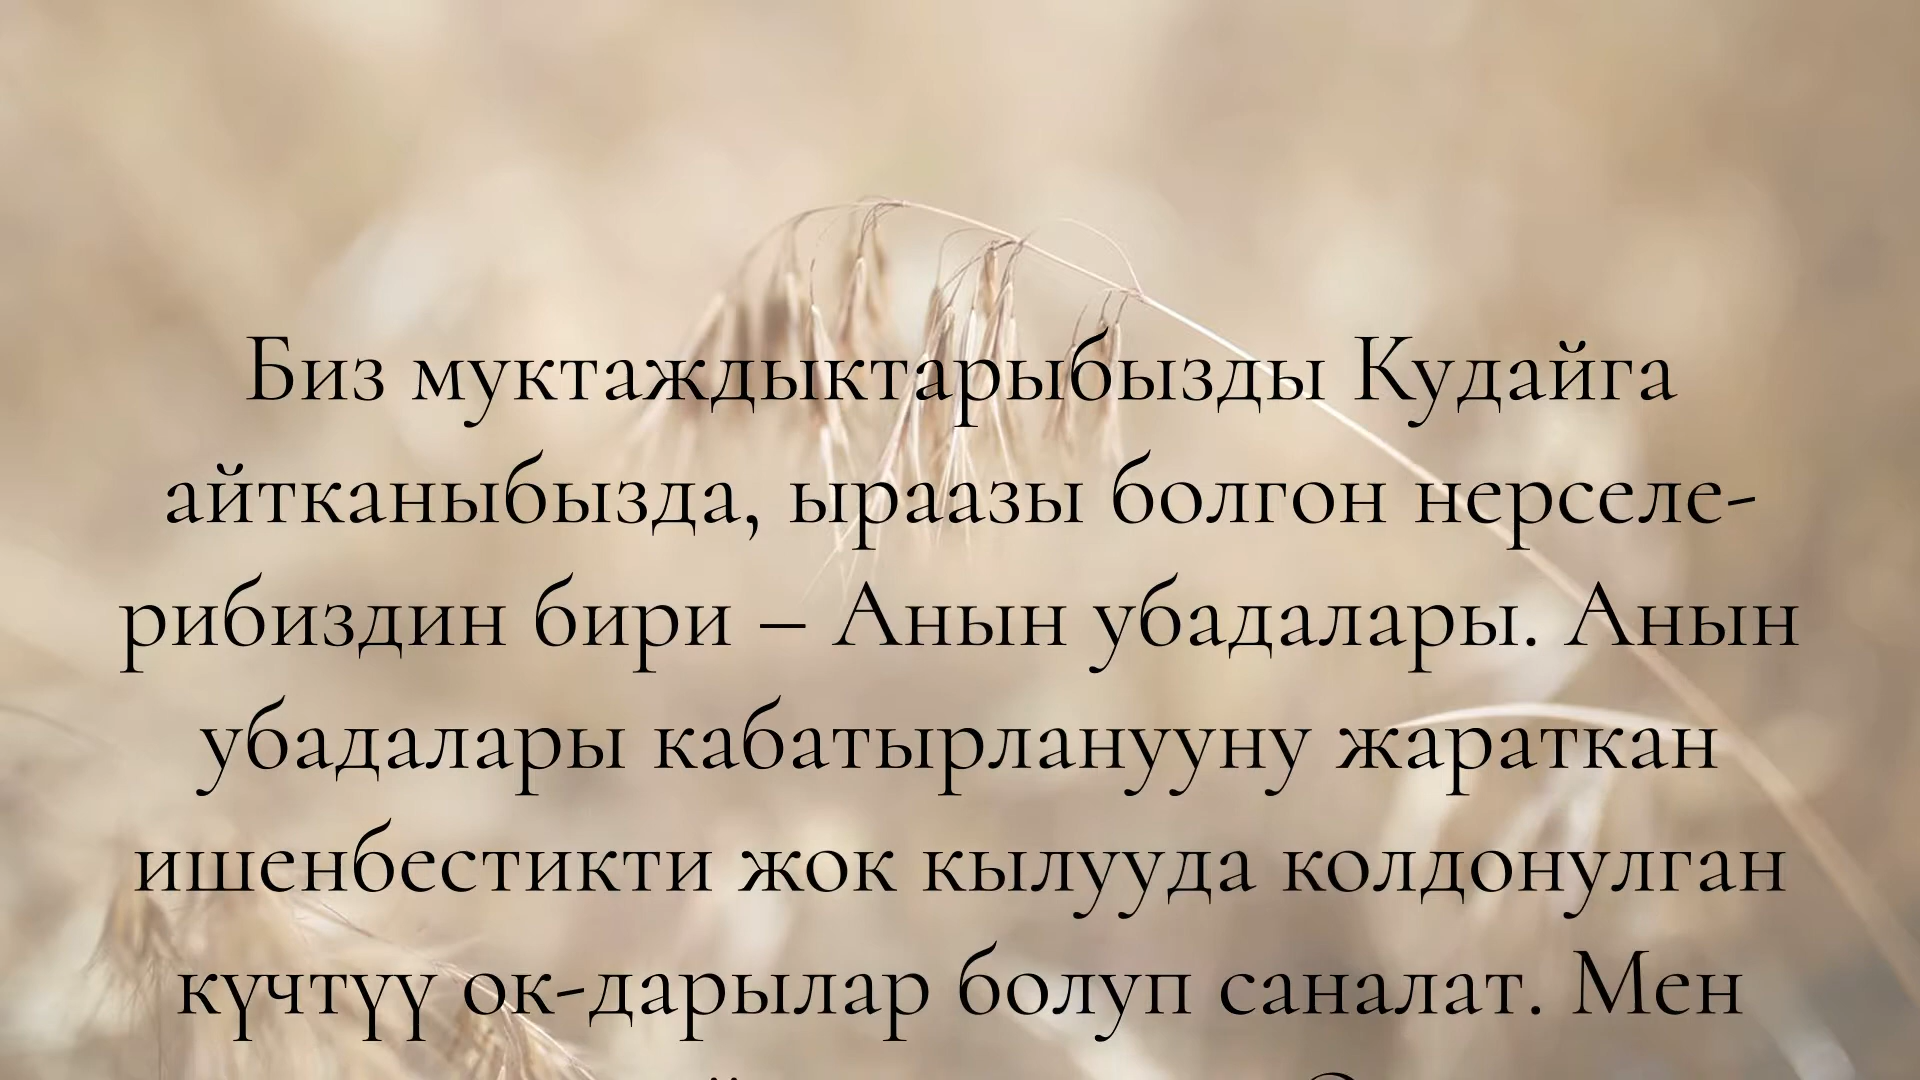 Биз муктаждыктарыбызды Кудайга
айтканыбызда, ыраазы болгон нерселе-
рибиздин бири – Анын убадалары. Анын
убадалары кабатырланууну жараткан
ишенбестикти жок кылууда колдонулган
күчтүү ок-дарылар болуп саналат. Мен